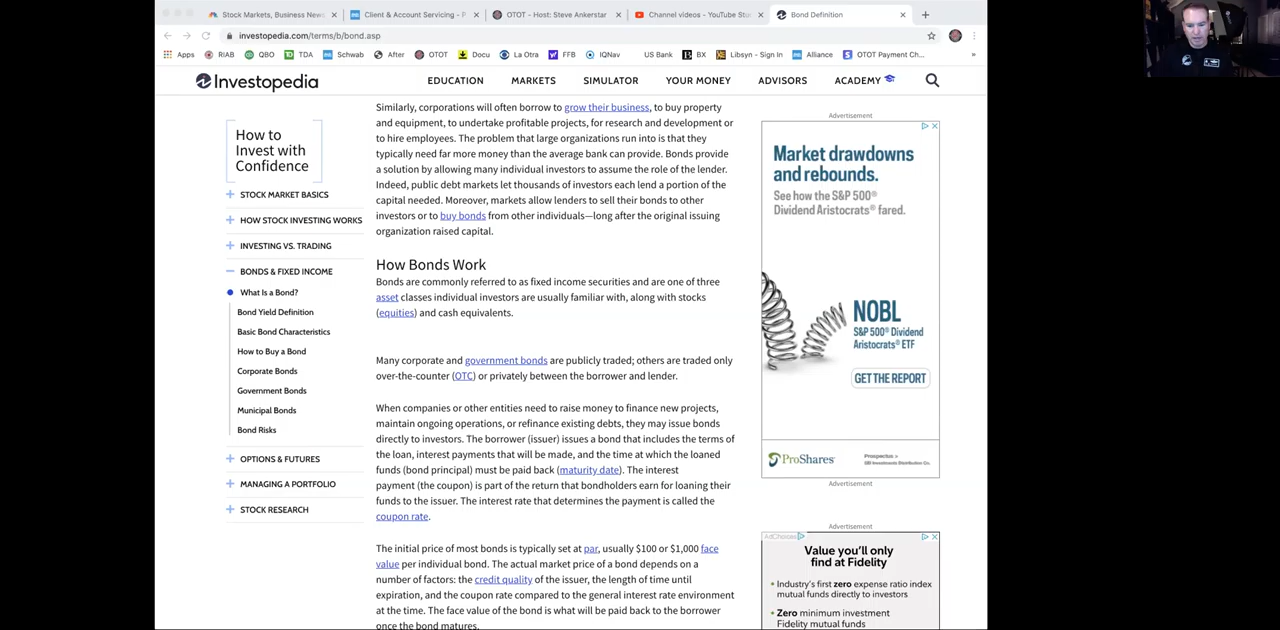 Stock Markets, Business New
Client & Account Servicing - P
OTOT - Host: Steve Ankerstar
Channel videos - YouTube Stu
Bond Definition
investopedia.com/terms/b/bond.asp
Apps RIAB QBO TDA Schwab After OTOT Docu La Otra FFB IQNav US Bank BX Libsyn - Sign In Alliance OTOT Payment Ch... »
Investopedia
EDUCATION MARKETS SIMULATOR YOUR MONEY ADVISORS ACADEMY
How to
Invest with
Confidence
STOCK MARKET BASICS
HOW STOCK INVESTING WORKS
INVESTING VS. TRADING
BONDS & FIXED INCOME
What Is a Bond?
Bond Yield Definition
Basic Bond Characteristics
How to Buy a Bond
Corporate Bonds
Government Bonds
Municipal Bonds
Bond Risks
OPTIONS & FUTURES
MANAGING A PORTFOLIO
STOCK RESEARCH
Similarly, corporations will often borrow to grow their business, to buy property
and equipment, to undertake profitable projects, for research and development or
to hire employees. The problem that large organizations run into is that they
typically need far more money than the average bank can provide. Bonds provide
a solution by allowing many individual investors to assume the role of the lender.
Indeed, public debt markets let thousands of investors each lend a portion of the
capital needed. Moreover, markets allow lenders to sell their bonds to other
investors or to buy bonds from other individuals—long after the original issuing
organization raised capital.
How Bonds Work
Bonds are commonly referred to as fixed income securities and are one of three
asset classes individual investors are usually familiar with, along with stocks
(equities) and cash equivalents.
Many corporate and government bonds are publicly traded; others are traded only
over-the-counter (OTC) or privately between the borrower and lender.
When companies or other entities need to raise money to finance new projects,
maintain ongoing operations, or refinance existing debts, they may issue bonds
directly to investors. The borrower (issuer) issues a bond that includes the terms of
the loan, interest payments that will be made, and the time at which the loaned
funds (bond principal) must be paid back (maturity date). The interest
payment (the coupon) is part of the return that bondholders earn for loaning their
funds to the issuer. The interest rate that determines the payment is called the
coupon rate.
The initial price of most bonds is typically set at par, usually $100 or $1,000 face
value per individual bond. The actual market price of a bond depends on a
number of factors: the credit quality of the issuer, the length of time until
expiration, and the coupon rate compared to the general interest rate environment
at the time. The face value of the bond is what will be paid back to the borrower
once the bond matures.
Advertisement
Market drawdowns
and rebounds.
See how the S&P 500®
Dividend Aristocrats® fared.
NOBL
S&P 500® Dividend
Aristocrats® ETF
GET THE REPORT
ProShares
Prospectus >
Advertisement
Advertisement
AdChoices
Value you'll only
find at Fidelity
• Industry's first zero expense ratio index
mutual funds directly to investors
• Zero minimum investment
Fidelity mutual funds